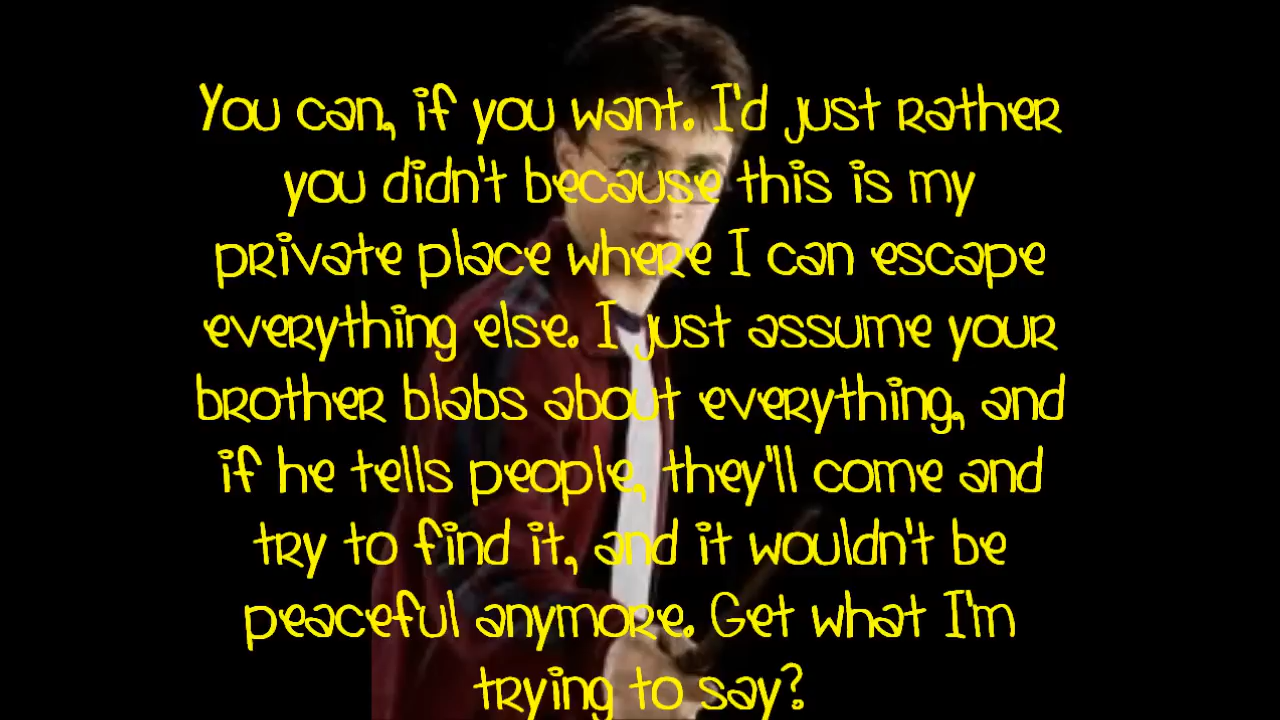 You can, if you want. I'd just rather
you didn't because this is my
private place where I can escape
everything else. I just assume your
brother blabs about everything, and
if he tells people, they'll come and
try to find it, and it wouldn't be
peaceful anymore. Get what I'm
trying to say?